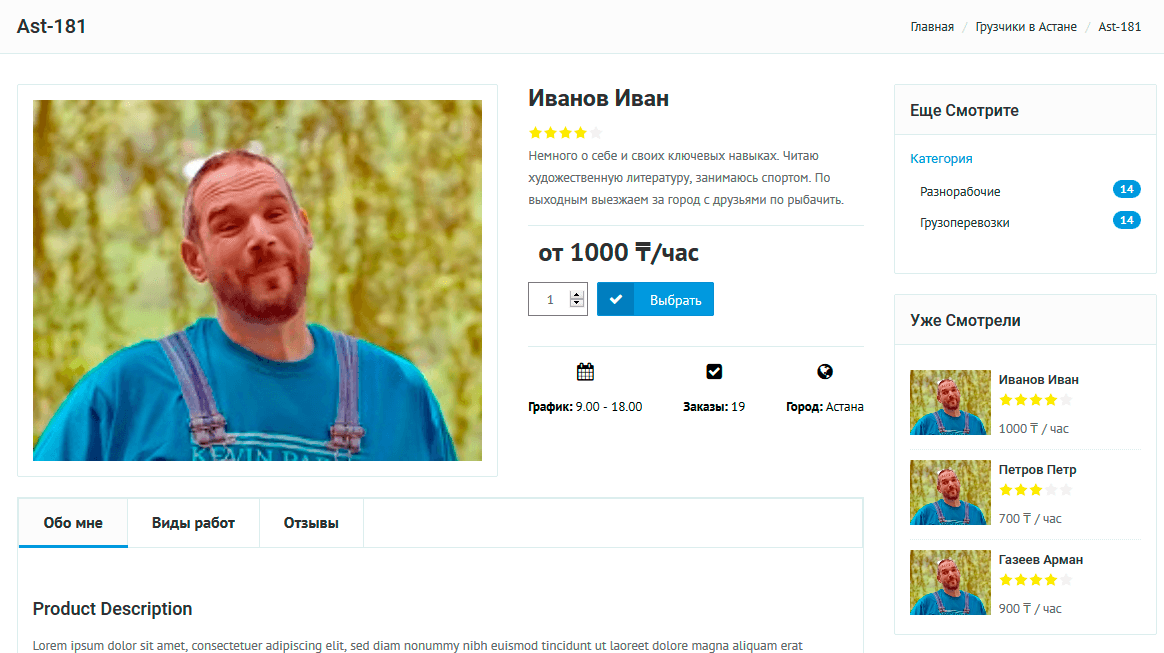 Ast-181
Главная / Грузчики в Астане / Ast-181
Иванов Иван
Немного о себе и своих ключевых навыках. Читаю
художественную литературу, занимаюсь спортом. По
выходным выезжаем за город с друзьями по рыбачить.
от 1000 ₸/час
1
Выбрать
График: 9.00 - 18.00
Заказы: 19
Город: Астана
KEVIN
Обо мне
Виды работ
Отзывы
Product Description
Lorem ipsum dolor sit amet, consectetuer adipiscing elit, sed diam nonummy nibh euismod tincidunt ut laoreet dolore magna aliquam erat
Еще Смотрите
Категория
Разнорабочие 14
Грузоперевозки 14
Уже Смотрели
Иванов Иван
1000 ₸ / час
Петров Петр
700 ₸ / час
Газеев Арман
900 ₸ / час